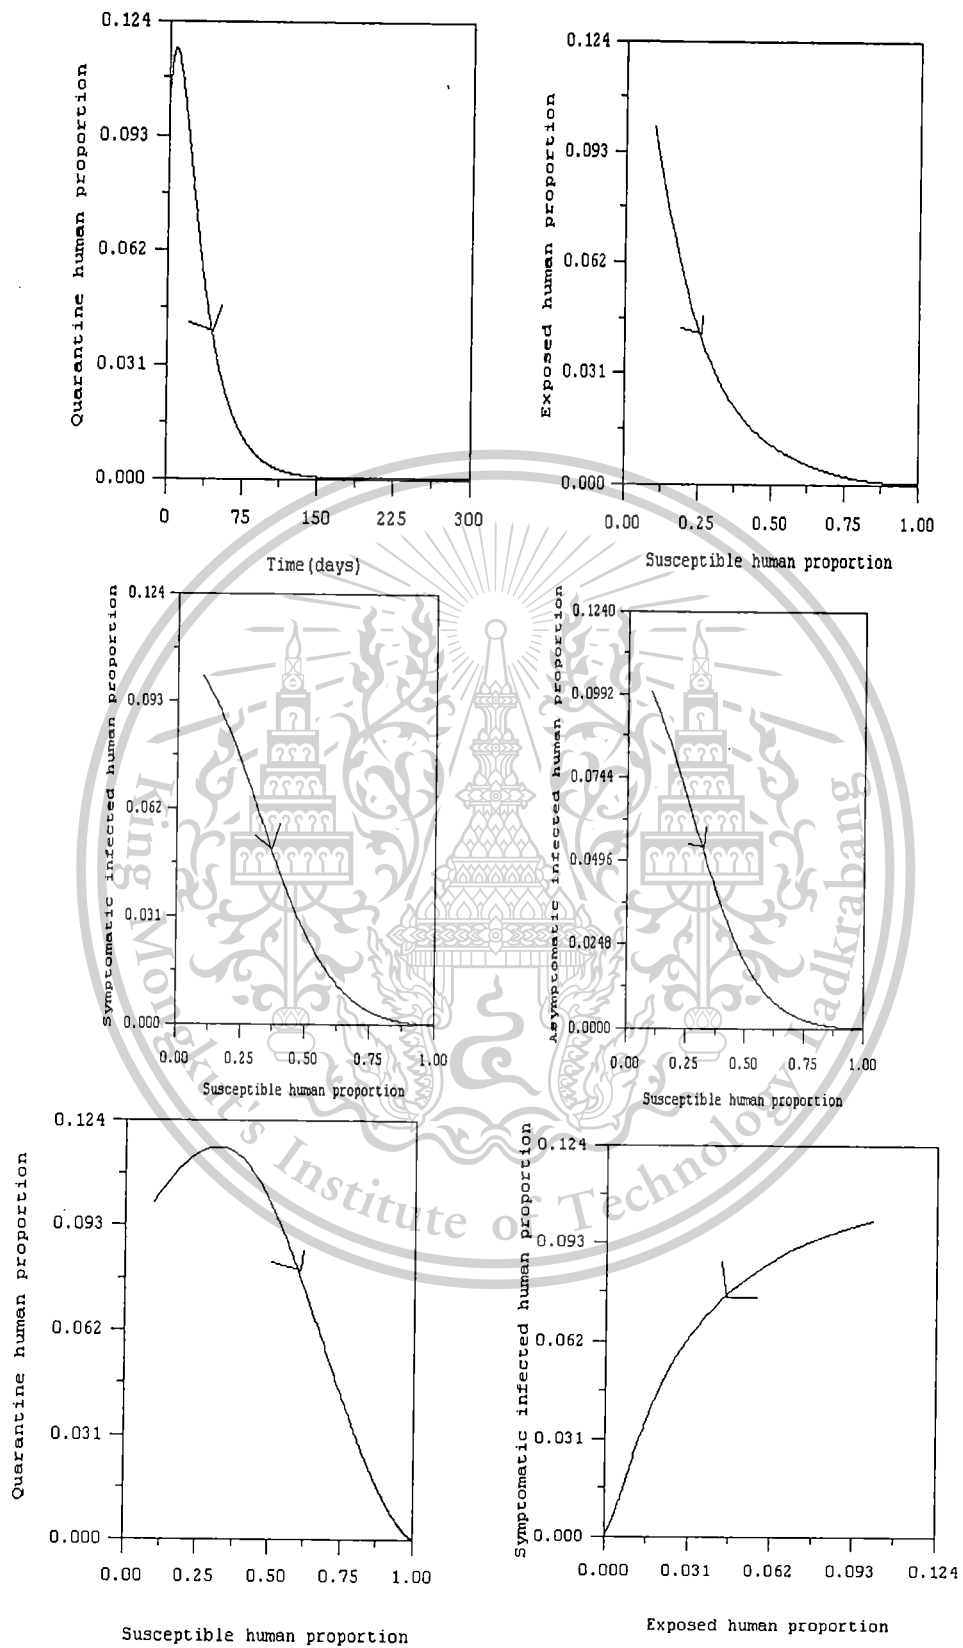 Quarantine human proportion
0.124
0.093
0.062
0.031
0.000
0 75 150 225 300
Time(days)
Exposed human proportion
0.124
0.093
0.062
0.031
0.000
0.00 0.25 0.50 0.75 1.00
Susceptible human proportion
Symptomatic infected human proportion
0.124
0.093
0.062
0.031
0.000
0.00 0.25 0.50 0.75 1.00
Susceptible human proportion
Asymptomatic infected human proportion
0.1240
0.0992
0.0744
0.0496
0.0248
0.0000
0.00 0.25 0.50 0.75 1.00
Susceptible human proportion
Quarantine human proportion
0.124
0.093
0.062
0.031
0.000
0.00 0.25 0.50 0.75 1.00
Susceptible human proportion
Symptomatic infected human proportion
0.124
0.093
0.062
0.031
0.000
0.000 0.031 0.062 0.093 0.124
Exposed human proportion
King Mongkut's Institute of Technology Ladkrabang